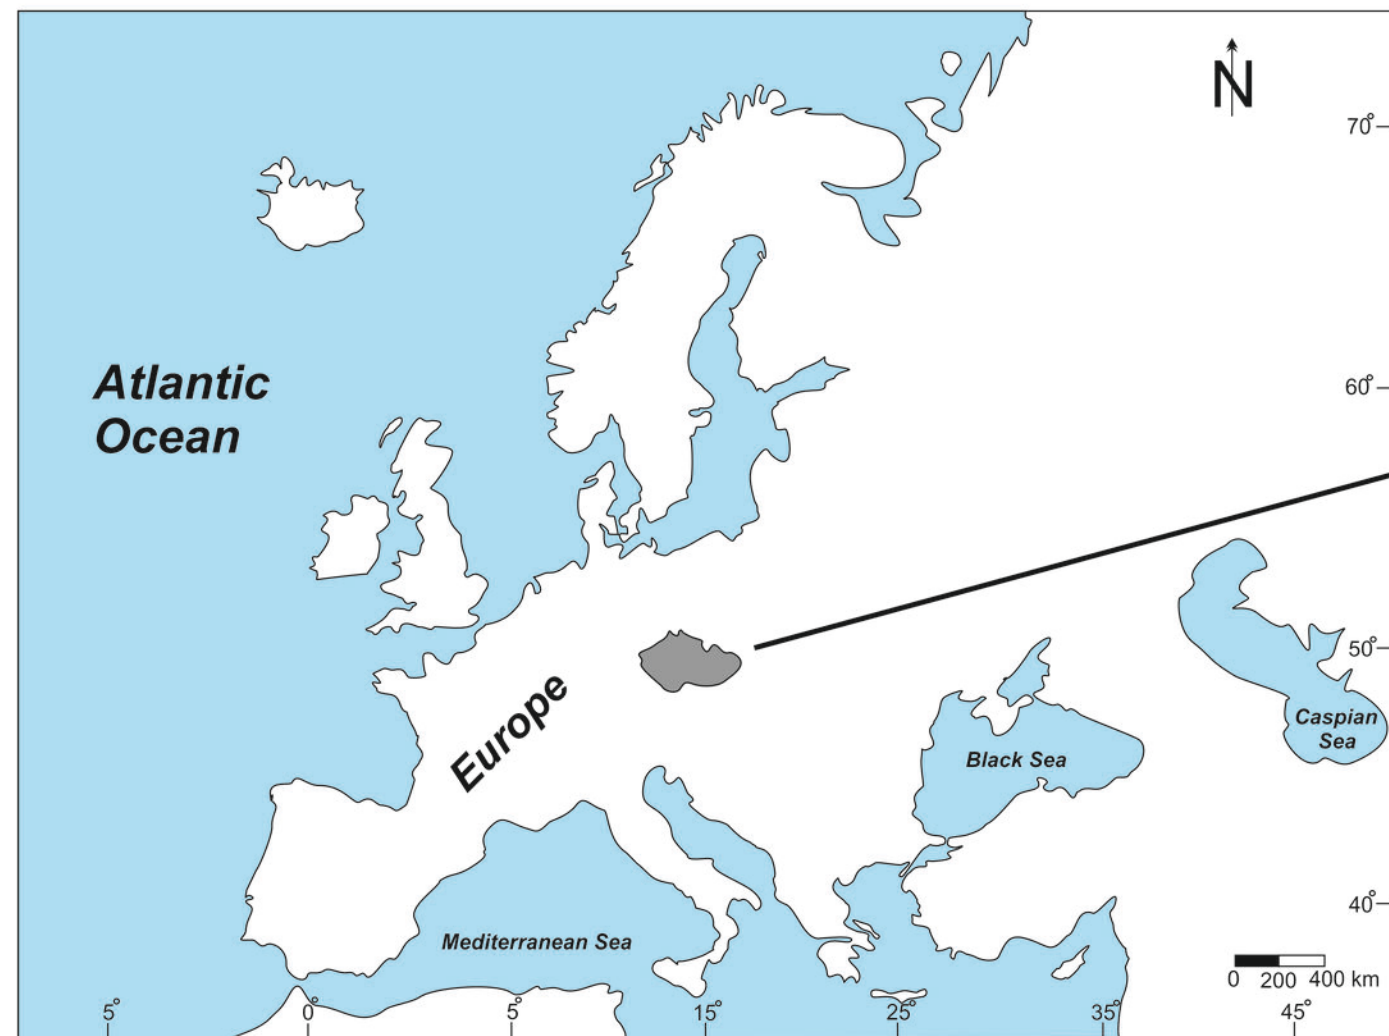 N
70°
Atlantic
Ocean
60°
50°
Europe
Caspian
Sea
Black Sea
40°
Mediterranean Sea
0 200 400 km
5° 0° 5° 15° 25° 35° 45°